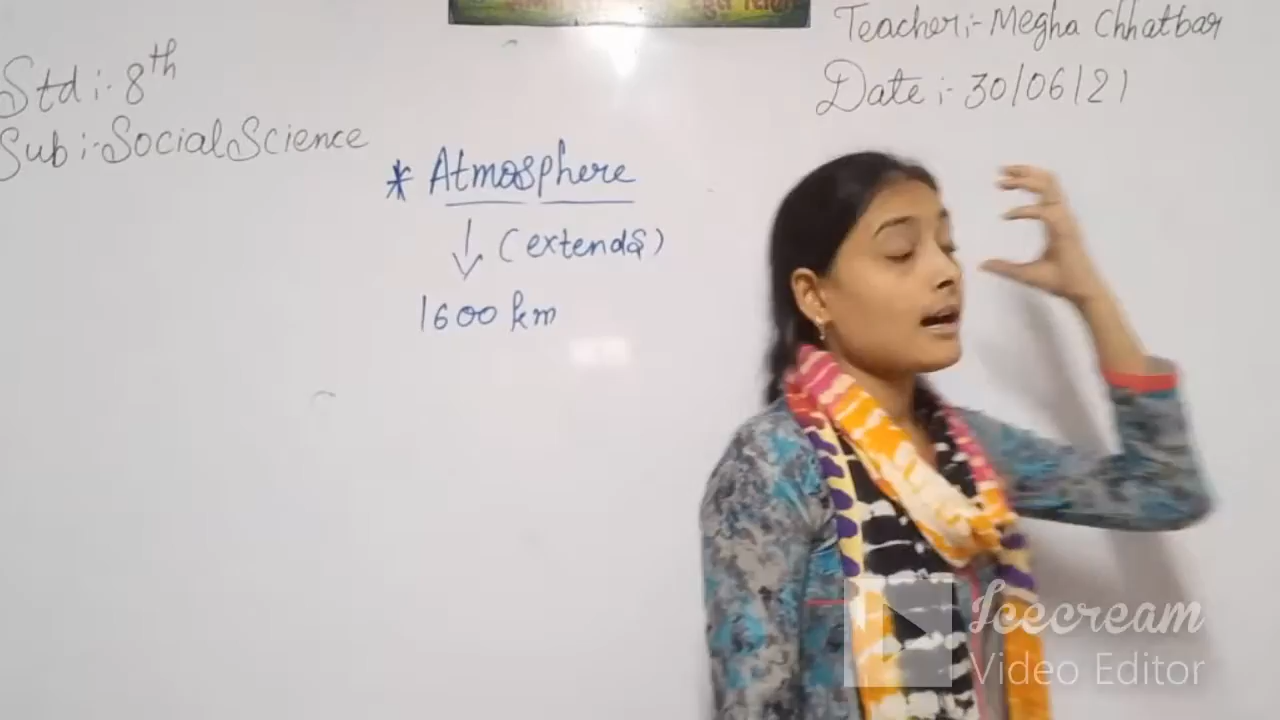 Std :- 8th
Sub :- Social Science
Teacher :- Megha Chhatbar
Date :- 30/06/21
* Atmosphere
↓ (extends)
1600 km
Icecream
Video Editor